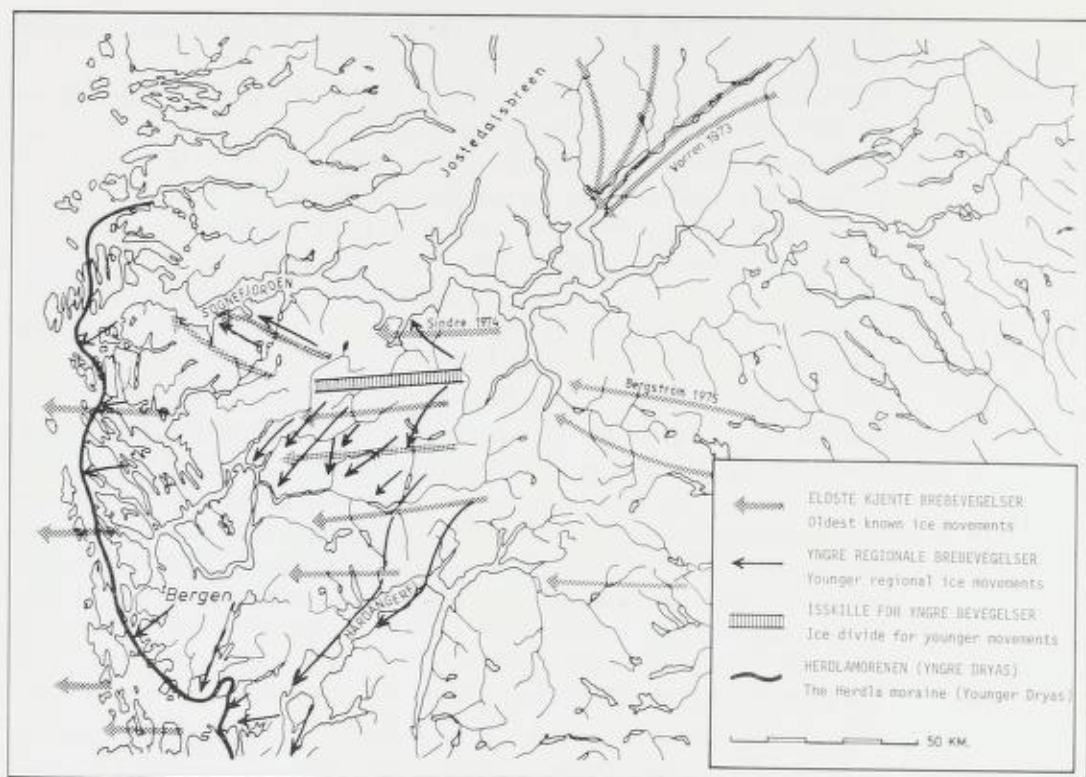 Jostedalsbreen
Vorren 1973
SOGNEFJORDEN
Sindre 1974
Bergstrøm 1975
Bergen
HARDANGERF
ELDSTE KJENTE BREBEVEGELSER
Oldest known ice movements
YNGRE REGIONALE BREBEVEGELSER
Younger regional ice movements
ISSKILLE FOR YNGRE BEVEGELSER
Ice divide for younger movements
HERDLAMORENEN (YNGRE DRYAS)
The Herdla moraine (Younger Dryas)
50 KM.